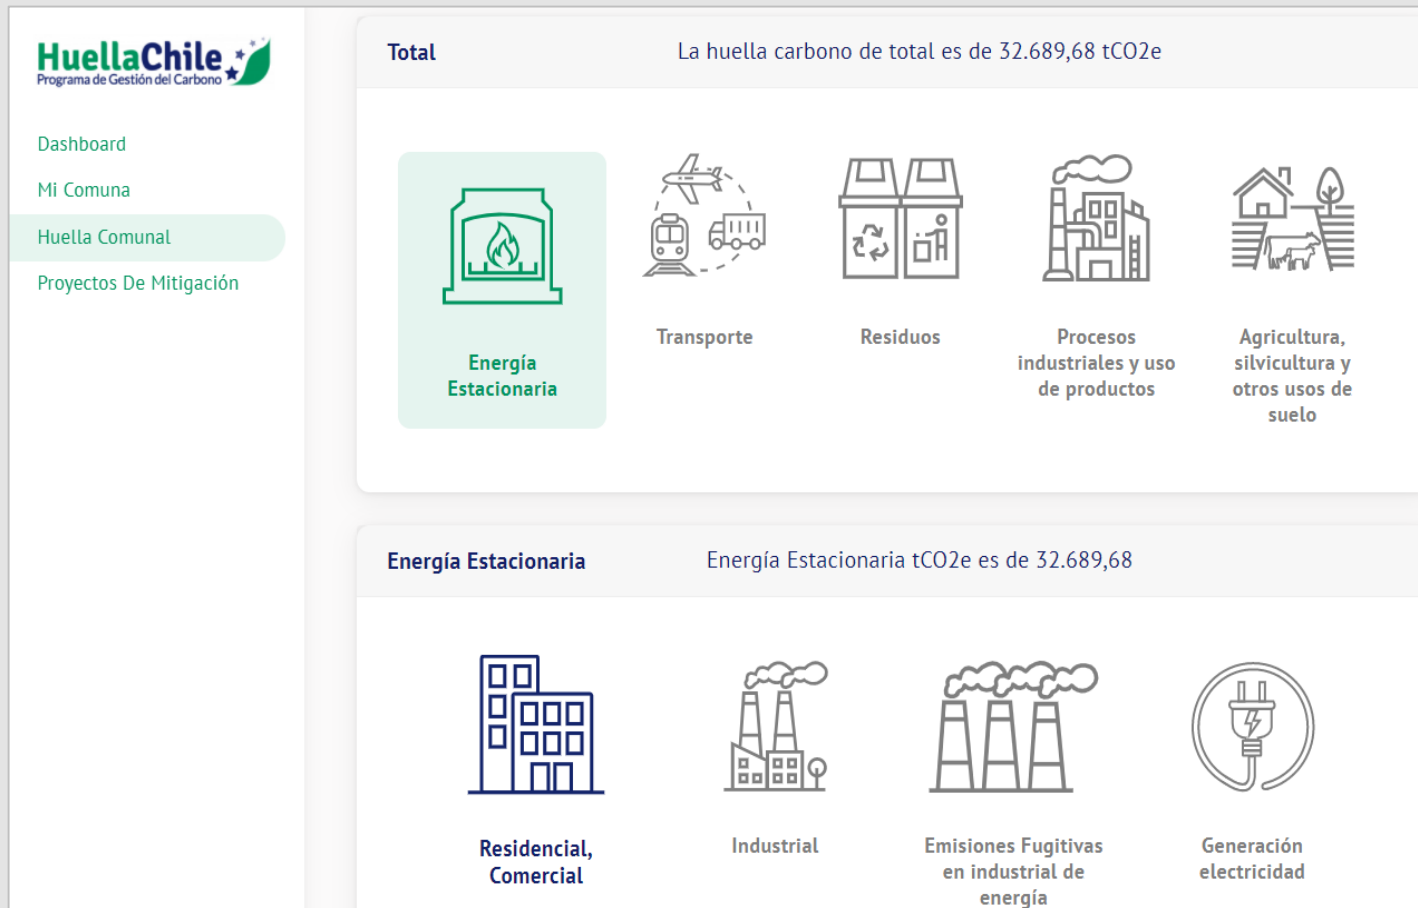 HuellaChile
Programa de Gestión del Carbono
Dashboard
Mi Comuna
Huella Comunal
Proyectos De Mitigación
Total
La huella carbono de total es de 32.689,68 tCO2e
Energía
Estacionaria
Transporte
Residuos
Procesos
industriales y uso
de productos
Agricultura,
silvicultura y
otros usos de
suelo
Energía Estacionaria
Energía Estacionaria tCO2e es de 32.689,68
Residencial,
Comercial
Industrial
Emisiones Fugitivas
en industrial de
energía
Generación
electricidad